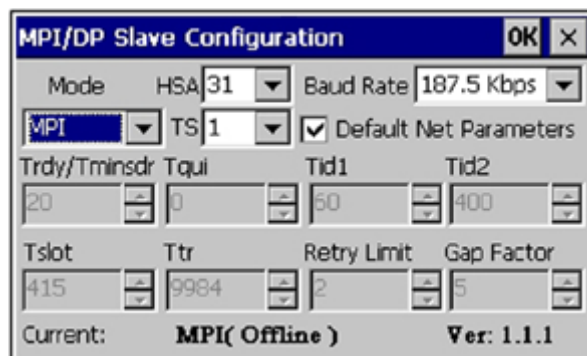 MPI/DP Slave Configuration OK ×
Mode HSA 31 Baud Rate 187.5 Kbps
MPI TS 1 Default Net Parameters
Trdy/Tminsdr Tqui Tid1 Tid2
20 0 60 400
Tslot Ttr Retry Limit Gap Factor
415 9984 2 5
Current: MPI( Offline ) Ver: 1.1.1